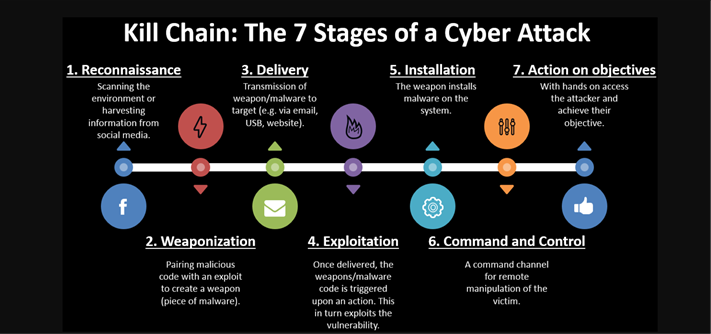 Kill Chain: The 7 Stages of a Cyber Attack
1. Reconnaissance
Scanning the
environment or
harvesting
information from
social media.
2. Weaponization
Pairing malicious
code with an exploit
to create a weapon
(piece of malware).
3. Delivery
Transmission of
weapon/malware to
target (e.g. via email,
USB, website).
4. Exploitation
Once delivered, the
weapons/malware
code is triggered
upon an action. This
in turn exploits the
vulnerability.
5. Installation
The weapon installs
malware on the
system.
6. Command and Control
A command channel
for remote
manipulation of the
victim.
7. Action on objectives
With hands on access
the attacker and
achieve their
objective.
f